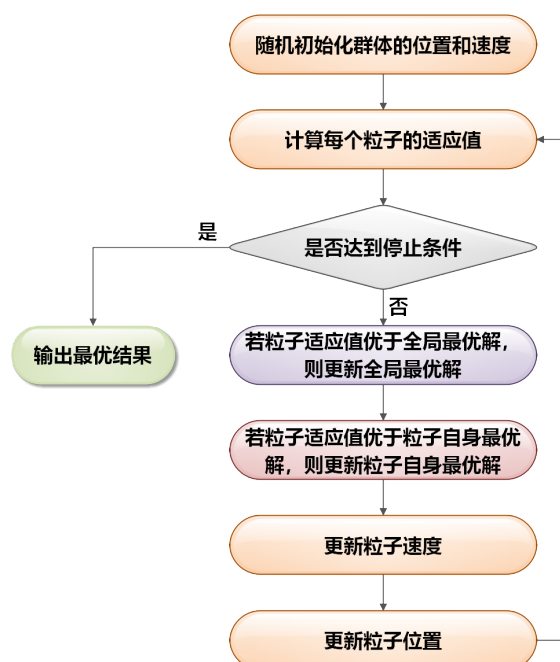 随机初始化群体的位置和速度
计算每个粒子的适应值
是否达到停止条件
是
否
输出最优结果
若粒子适应值优于全局最优解，
则更新全局最优解
若粒子适应值优于粒子自身最优
解，则更新粒子自身最优解
更新粒子速度
更新粒子位置